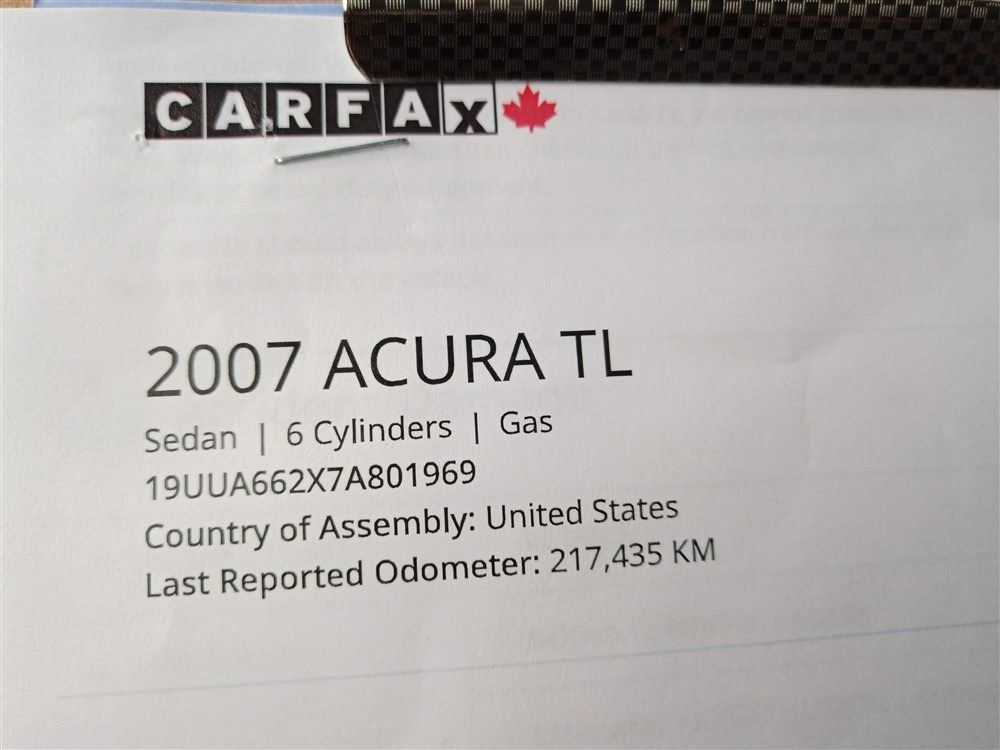 CARFAX
2007 ACURA TL
Sedan | 6 Cylinders | Gas
19UUA662X7A801969
Country of Assembly: United States
Last Reported Odometer: 217,435 KM